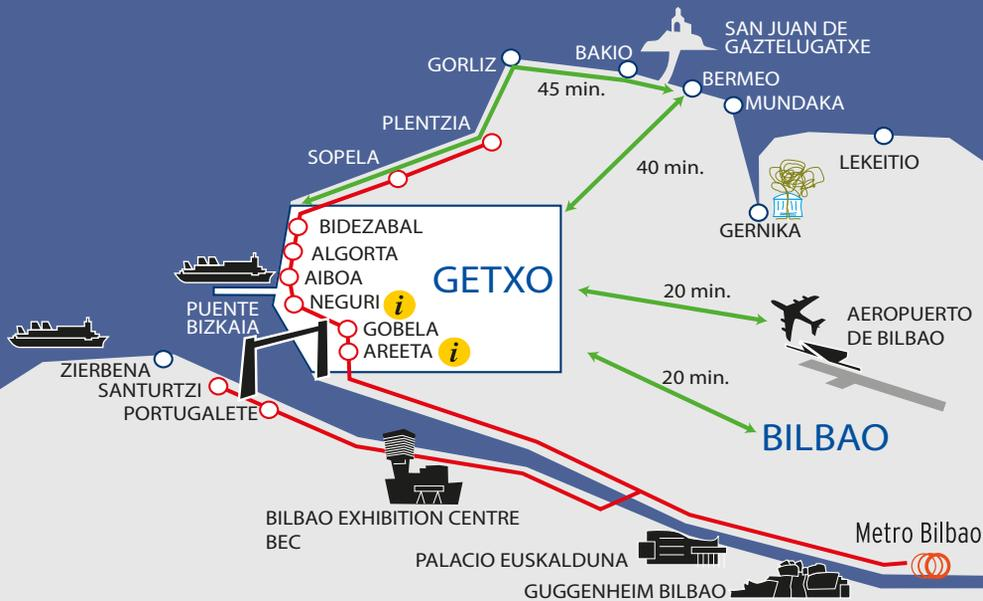 SAN JUAN DE
GAZTELUGATXE
BAKIO
GORLIZ
BERMEO
45 min.
MUNDAKA
PLENTZIA
SOPELA
LEKEITIO
40 min.
GERNIKA
BIDEZABAL
ALGORTA
AIBOA
GETXO
NEGURI i
PUENTE
BIZKAIA
GOBELA
AREETA i
20 min.
AEROPUERTO
DE BILBAO
ZIERBENA
SANTURTZI
PORTUGALETE
20 min.
BILBAO
BILBAO EXHIBITION CENTRE
BEC
PALACIO EUSKALDUNA
Metro Bilbao
GUGGENHEIM BILBAO